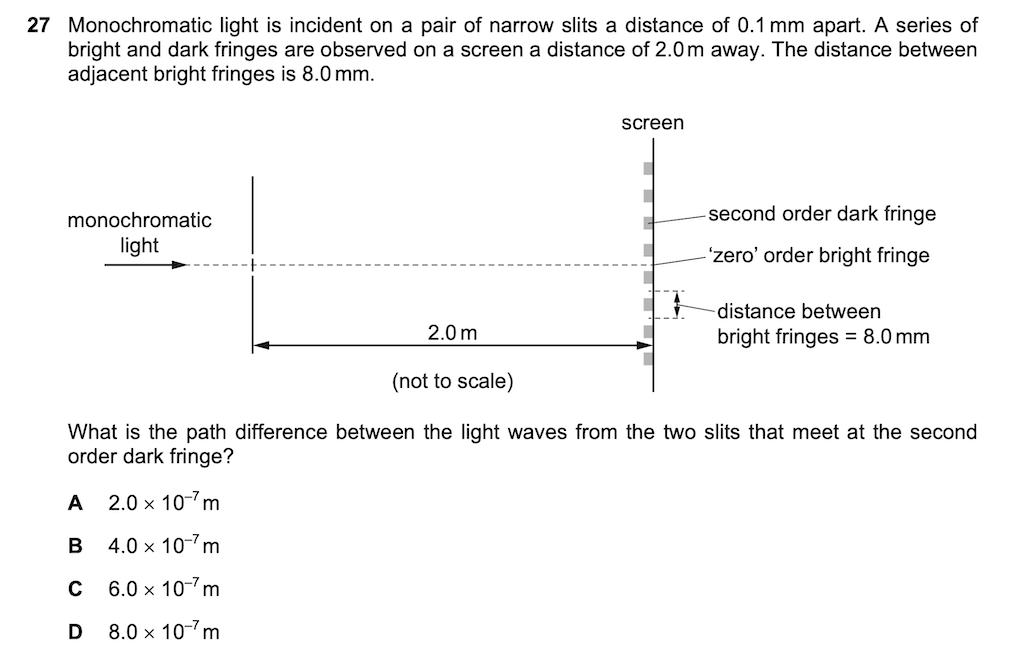 27 Monochromatic light is incident on a pair of narrow slits a distance of 0.1 mm apart. A series of
bright and dark fringes are observed on a screen a distance of 2.0 m away. The distance between
adjacent bright fringes is 8.0 mm.
screen
monochromatic
light
second order dark fringe
‘zero’ order bright fringe
distance between
bright fringes = 8.0 mm
2.0 m
(not to scale)
What is the path difference between the light waves from the two slits that meet at the second
order dark fringe?
A 2.0 × 10⁻⁷ m
B 4.0 × 10⁻⁷ m
C 6.0 × 10⁻⁷ m
D 8.0 × 10⁻⁷ m